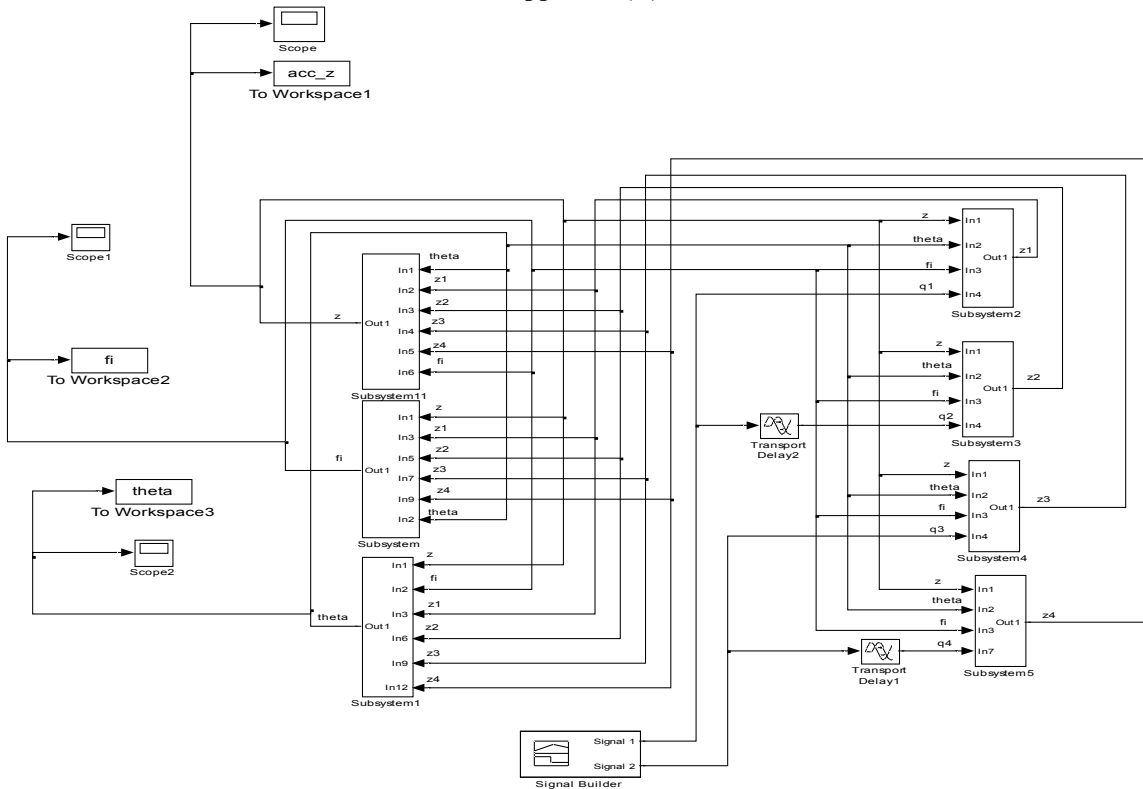 Scope
acc_z
To Workspace1
Scope1
fi
To Workspace2
theta
To Workspace3
Scope2
theta
In1
z1
In2
z2
In3
z3
In4
z4
In5
fi
In6
z
Out1
Subsystem11
z
In1
z1
In3
z2
In5
z3
In7
z4
In9
theta
In2
fi
Out1
Subsystem
z
In1
fi
In2
z1
In3
z2
In6
z3
In9
z4
In12
theta
Out1
Subsystem1
z
In1
theta
In2
fi
In3
q1
In4
Out1
z1
Subsystem2
z
In1
theta
In2
fi
In3
q2
In4
Out1
z2
Subsystem3
Transport
Delay2
z
In1
theta
In2
fi
In3
q3
In4
Out1
z3
Subsystem4
z
In1
theta
In2
fi
In3
q4
In7
Out1
z4
Subsystem5
Transport
Delay1
Signal 1
Signal 2
Signal Builder